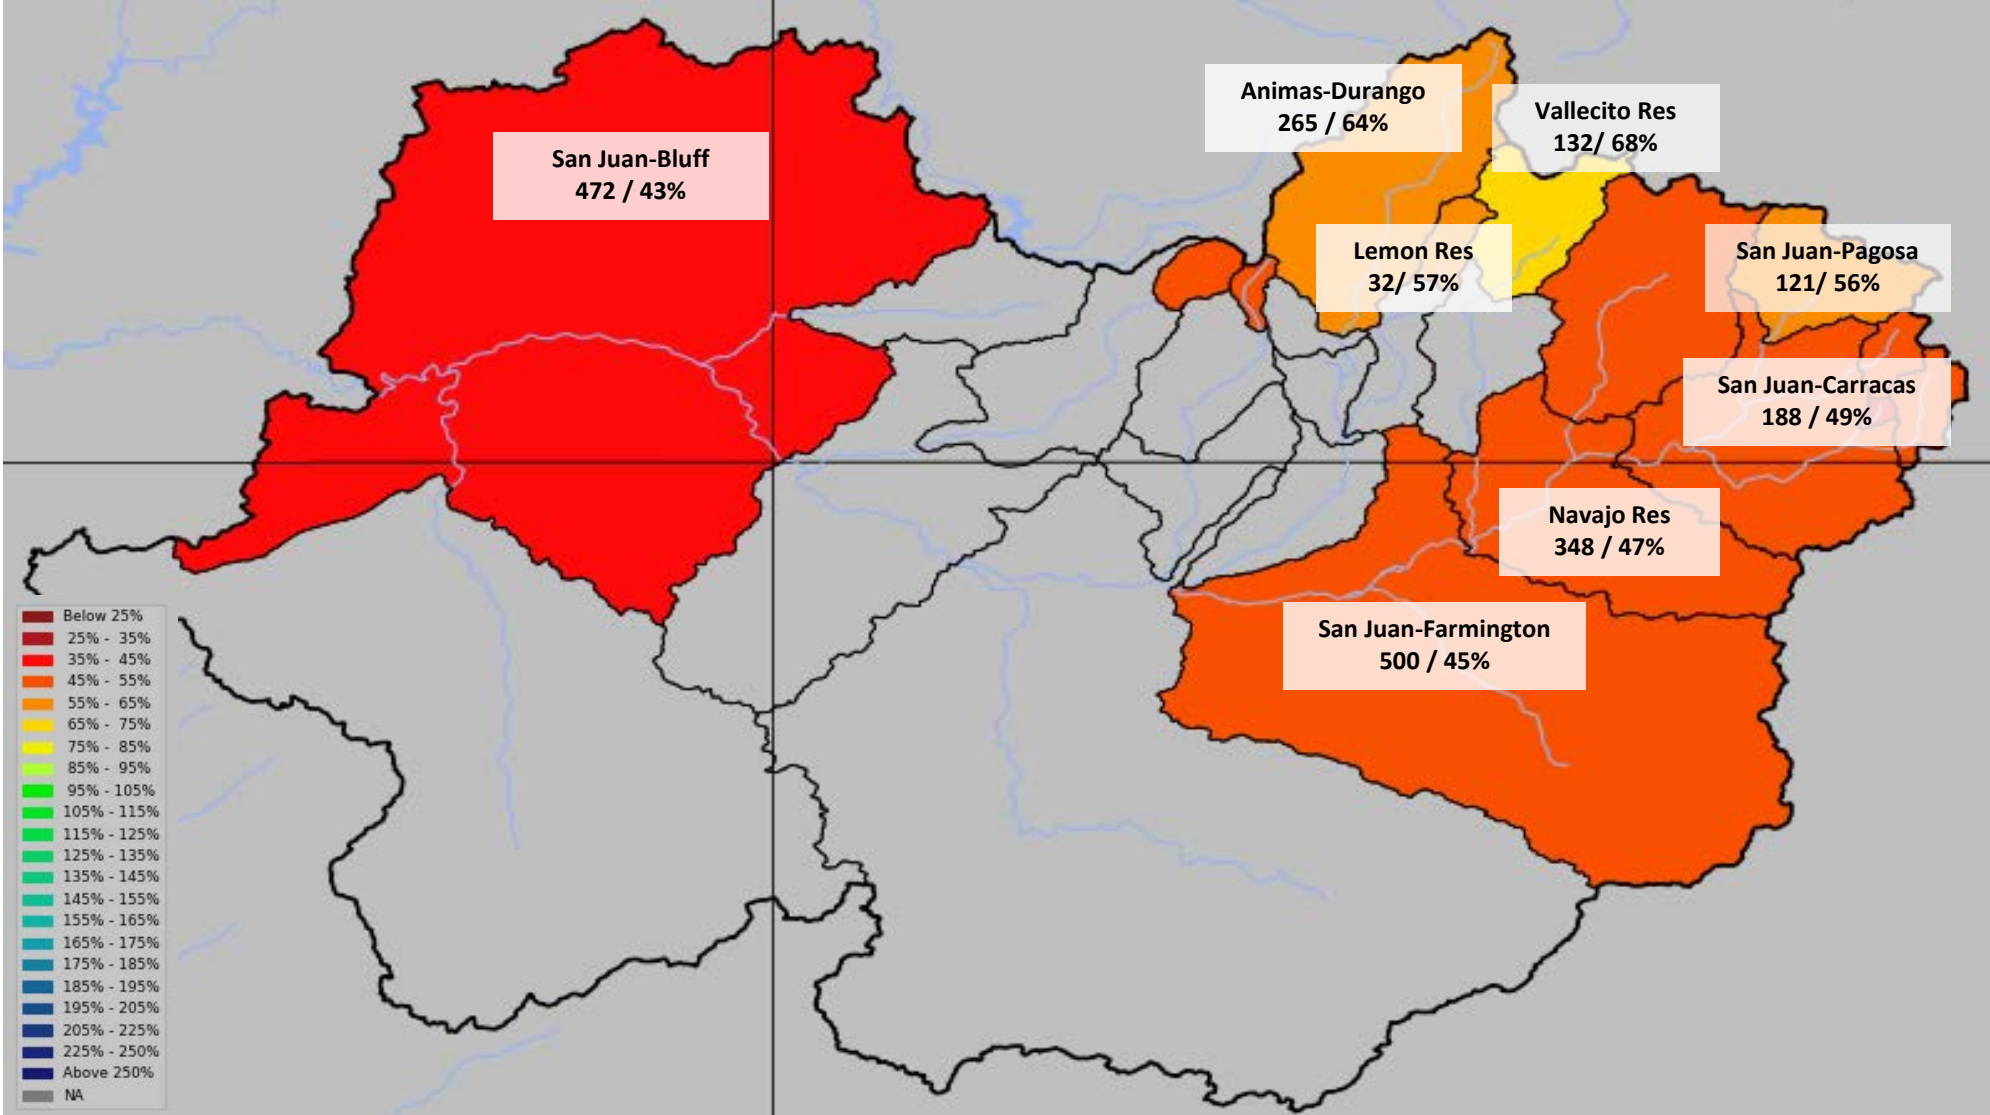 Animas-Durango
265 / 64%
Vallecito Res
132/ 68%
San Juan-Bluff
472 / 43%
Lemon Res
32/ 57%
San Juan-Pagosa
121/ 56%
San Juan-Carracas
188 / 49%
Navajo Res
348 / 47%
San Juan-Farmington
500 / 45%
Below 25%
25% - 35%
35% - 45%
45% - 55%
55% - 65%
65% - 75%
75% - 85%
85% - 95%
95% - 105%
105% - 115%
115% - 125%
125% - 135%
135% - 145%
145% - 155%
155% - 165%
165% - 175%
175% - 185%
185% - 195%
195% - 205%
205% - 225%
225% - 250%
Above 250%
NA